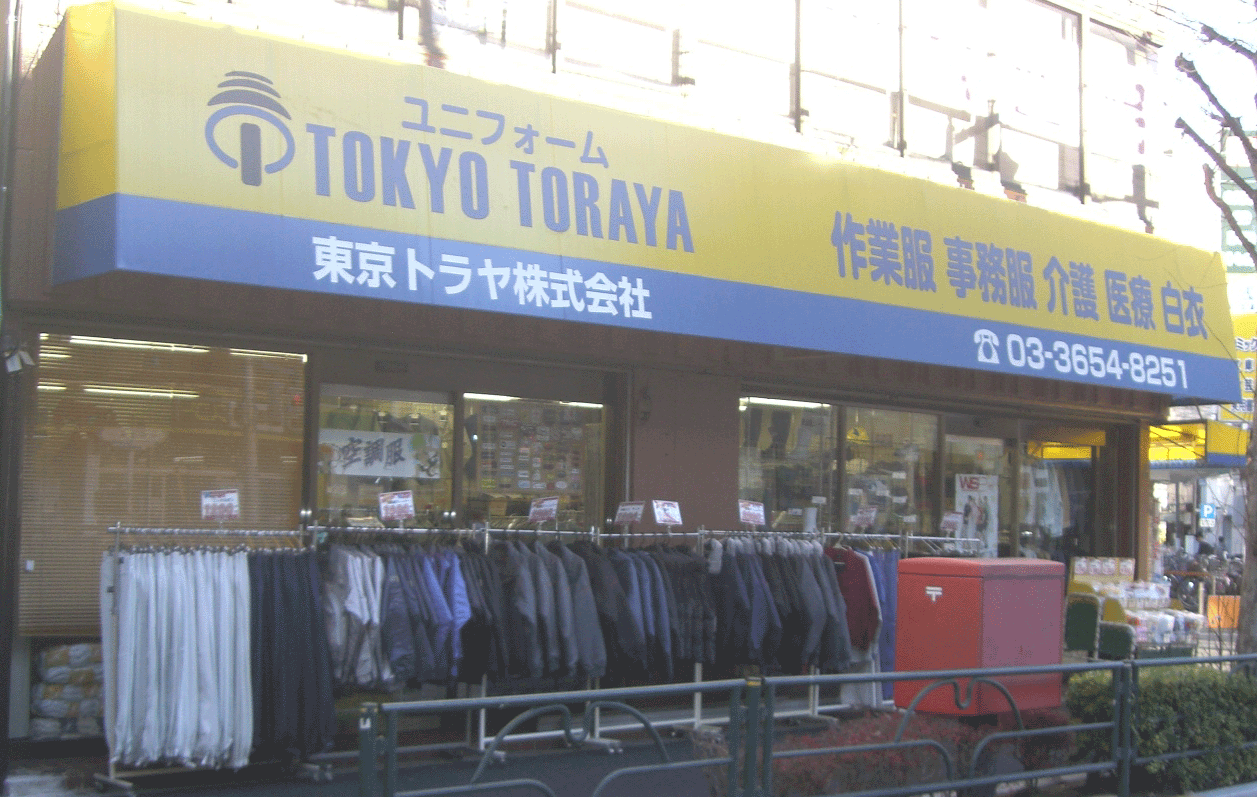 ユニフォーム
TOKYO TORAYA
東京トラヤ株式会社
作業服 事務服 介護 医療 白衣
☎ 03-3654-8251
空調服
〒
P